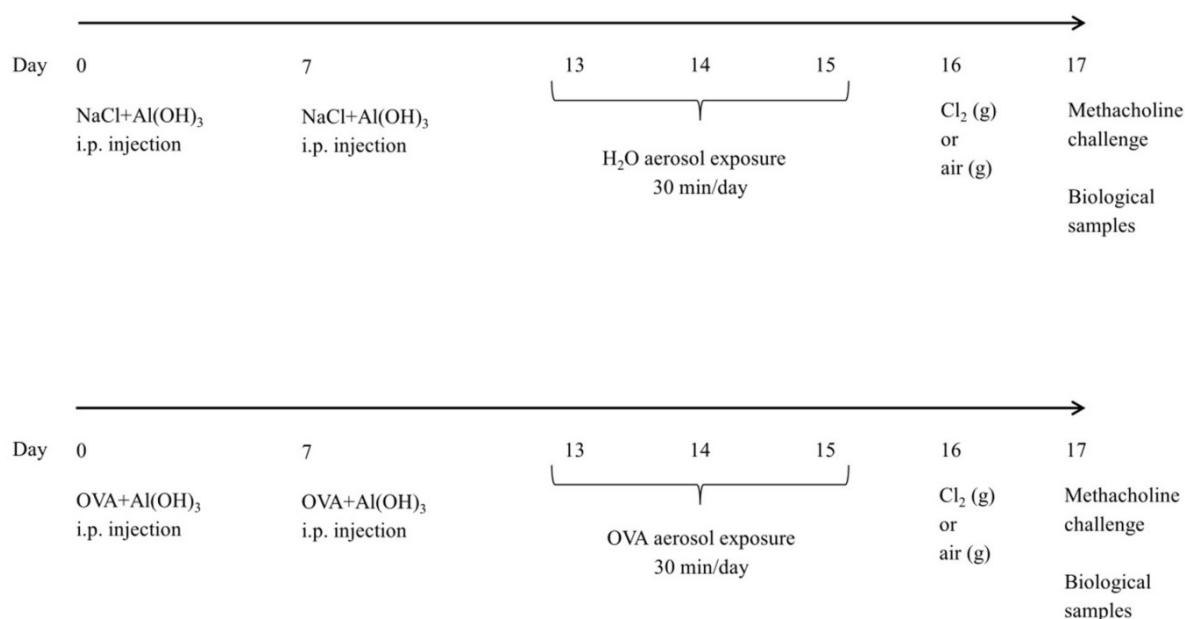 Day 0 7 13 14 15 16 17
NaCl+Al(OH)₃ NaCl+Al(OH)₃ Cl₂ (g) Methacholine
i.p. injection i.p. injection or challenge
H₂O aerosol exposure air (g)
30 min/day Biological
samples
Day 0 7 13 14 15 16 17
OVA+Al(OH)₃ OVA+Al(OH)₃ Cl₂ (g) Methacholine
i.p. injection i.p. injection or challenge
OVA aerosol exposure air (g)
30 min/day Biological
samples